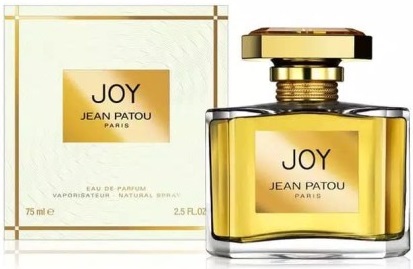 JOY
JEAN PATOU
PARIS
EAU DE PARFUM
VAPORISATEUR - NATURAL SPRAY
75 ml e 2.5 FL.OZ
JOY
JEAN PATOU
PARIS